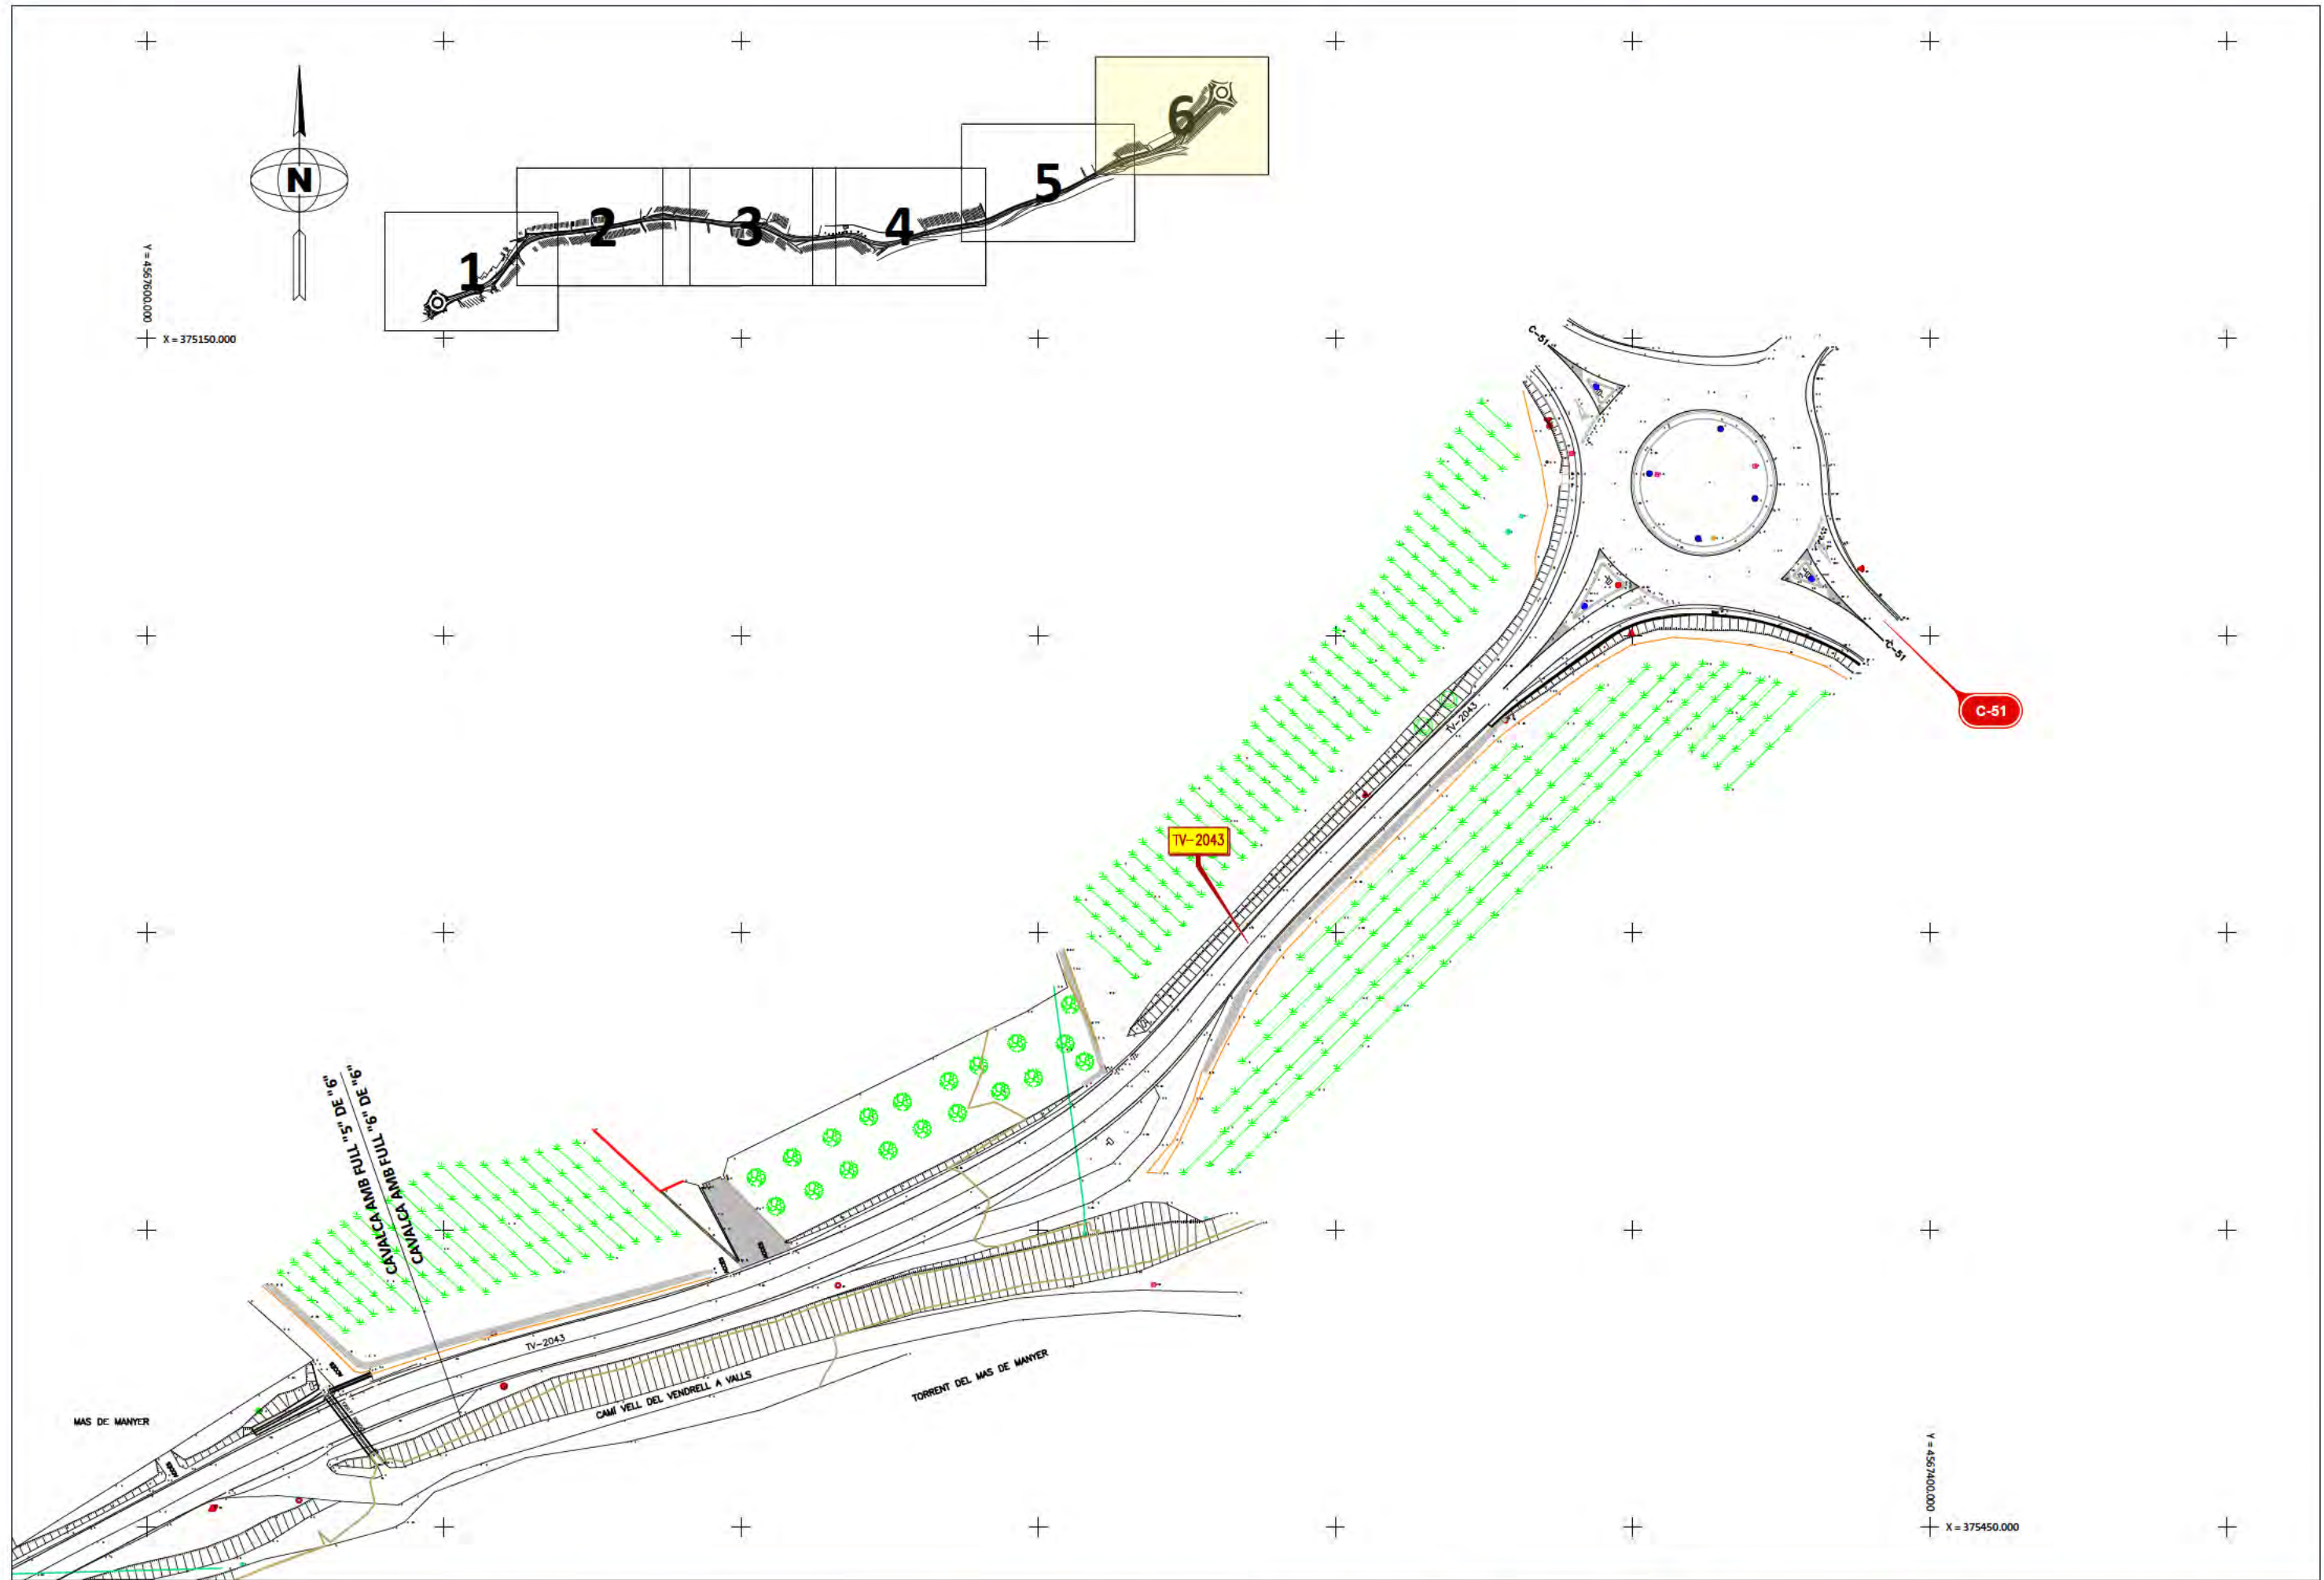 N
1
2
3
4
5
6
Y = 4567600.000
X = 375150.000
C-51
C-51
C-51
TV-2043
TV-2043
CAVALCA AMB FULL "5" DE "6"
CAVALCA AMB FULL "6" DE "6"
TV-2043
MAS DE MANYER
CAMÍ VELL DEL VENDRELL A VALLS
TORRENT DEL MAS DE MANYER
Y = 4567400.000
X = 375450.000